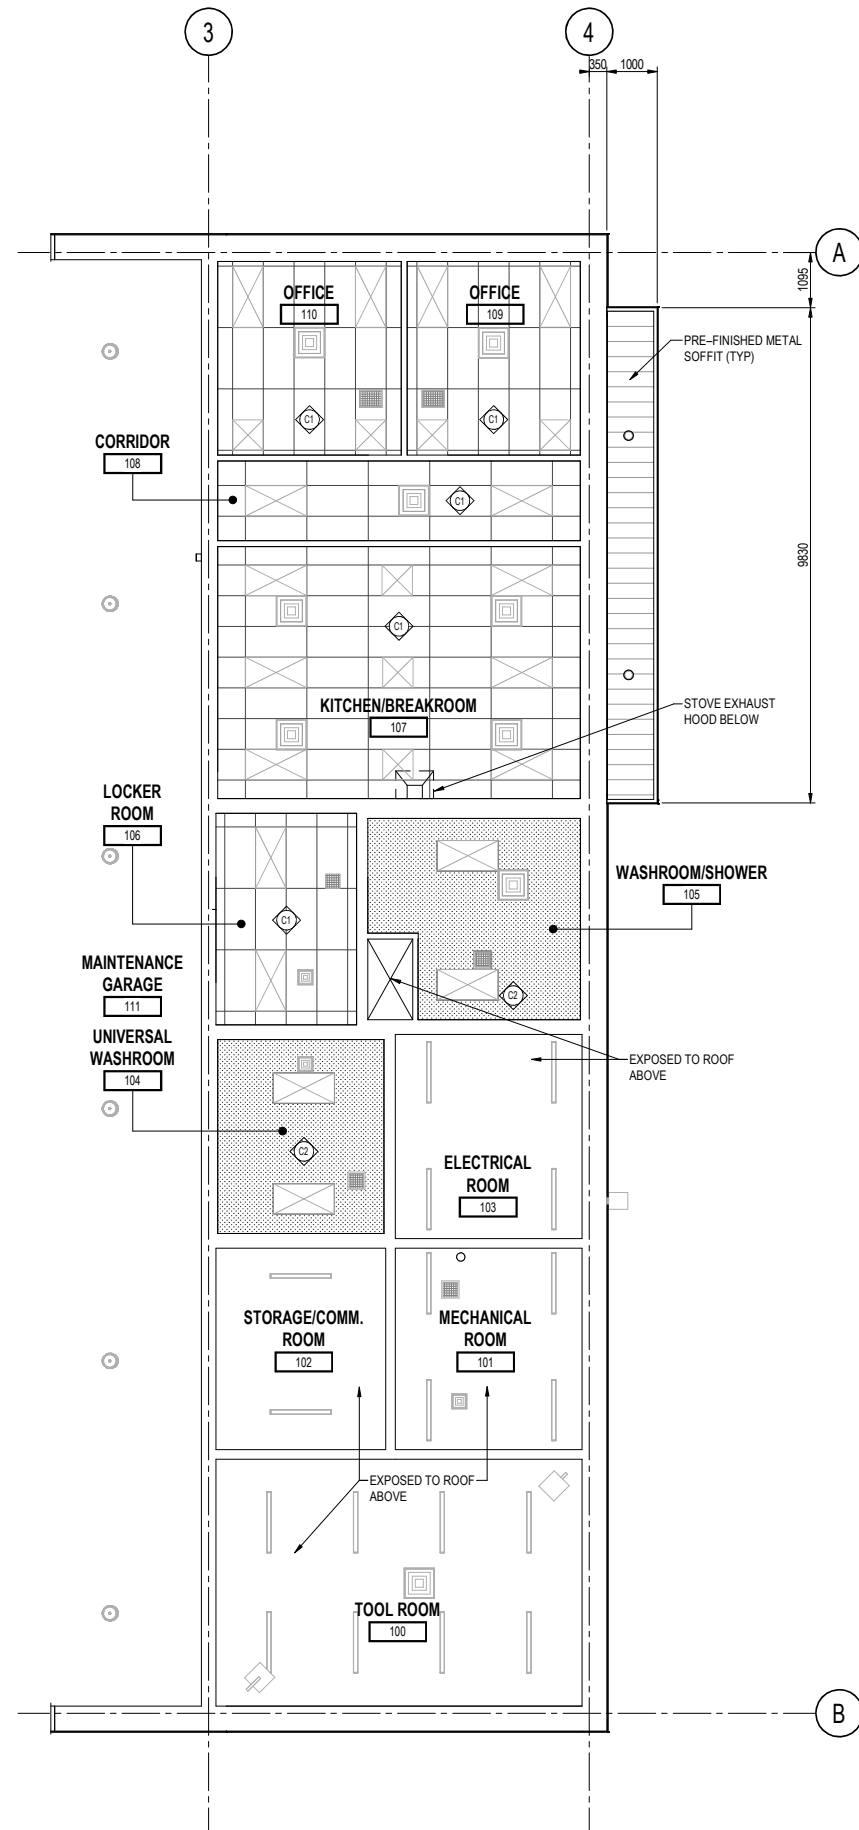 3
4
350
1000
A
1095
OFFICE
110
OFFICE
109
PRE-FINISHED METAL
SOFFIT (TYP)
C1
C1
CORRIDOR
108
C1
9830
C1
KITCHEN/BREAKROOM
107
STOVE EXHAUST
HOOD BELOW
LOCKER
ROOM
106
WASHROOM/SHOWER
105
C1
MAINTENANCE
GARAGE
111
C2
UNIVERSAL
WASHROOM
104
EXPOSED TO ROOF
ABOVE
C2
ELECTRICAL
ROOM
103
STORAGE/COMM.
ROOM
102
MECHANICAL
ROOM
101
EXPOSED TO ROOF
ABOVE
TOOL ROOM
100
B